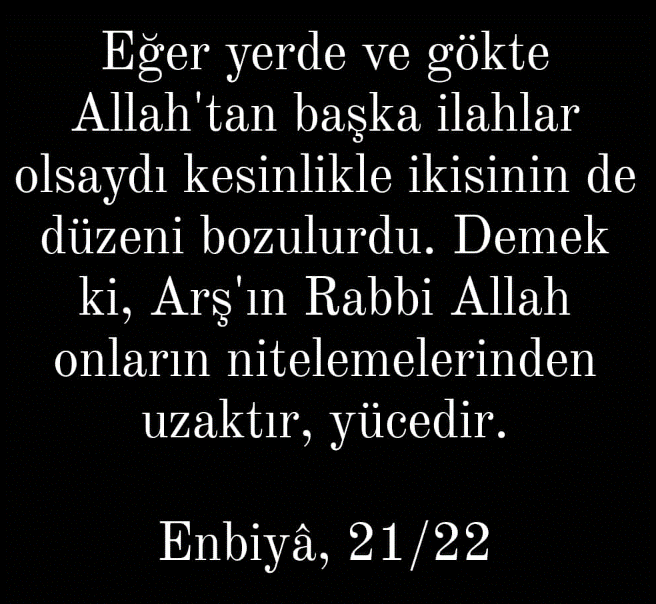 Eğer yerde ve gökte
Allah'tan başka ilahlar
olsaydı kesinlikle ikisinin de
düzeni bozulurdu. Demek
ki, Arş'ın Rabbi Allah
onların nitelemelerinden
uzaktır, yücedir.
Enbiyâ, 21/22